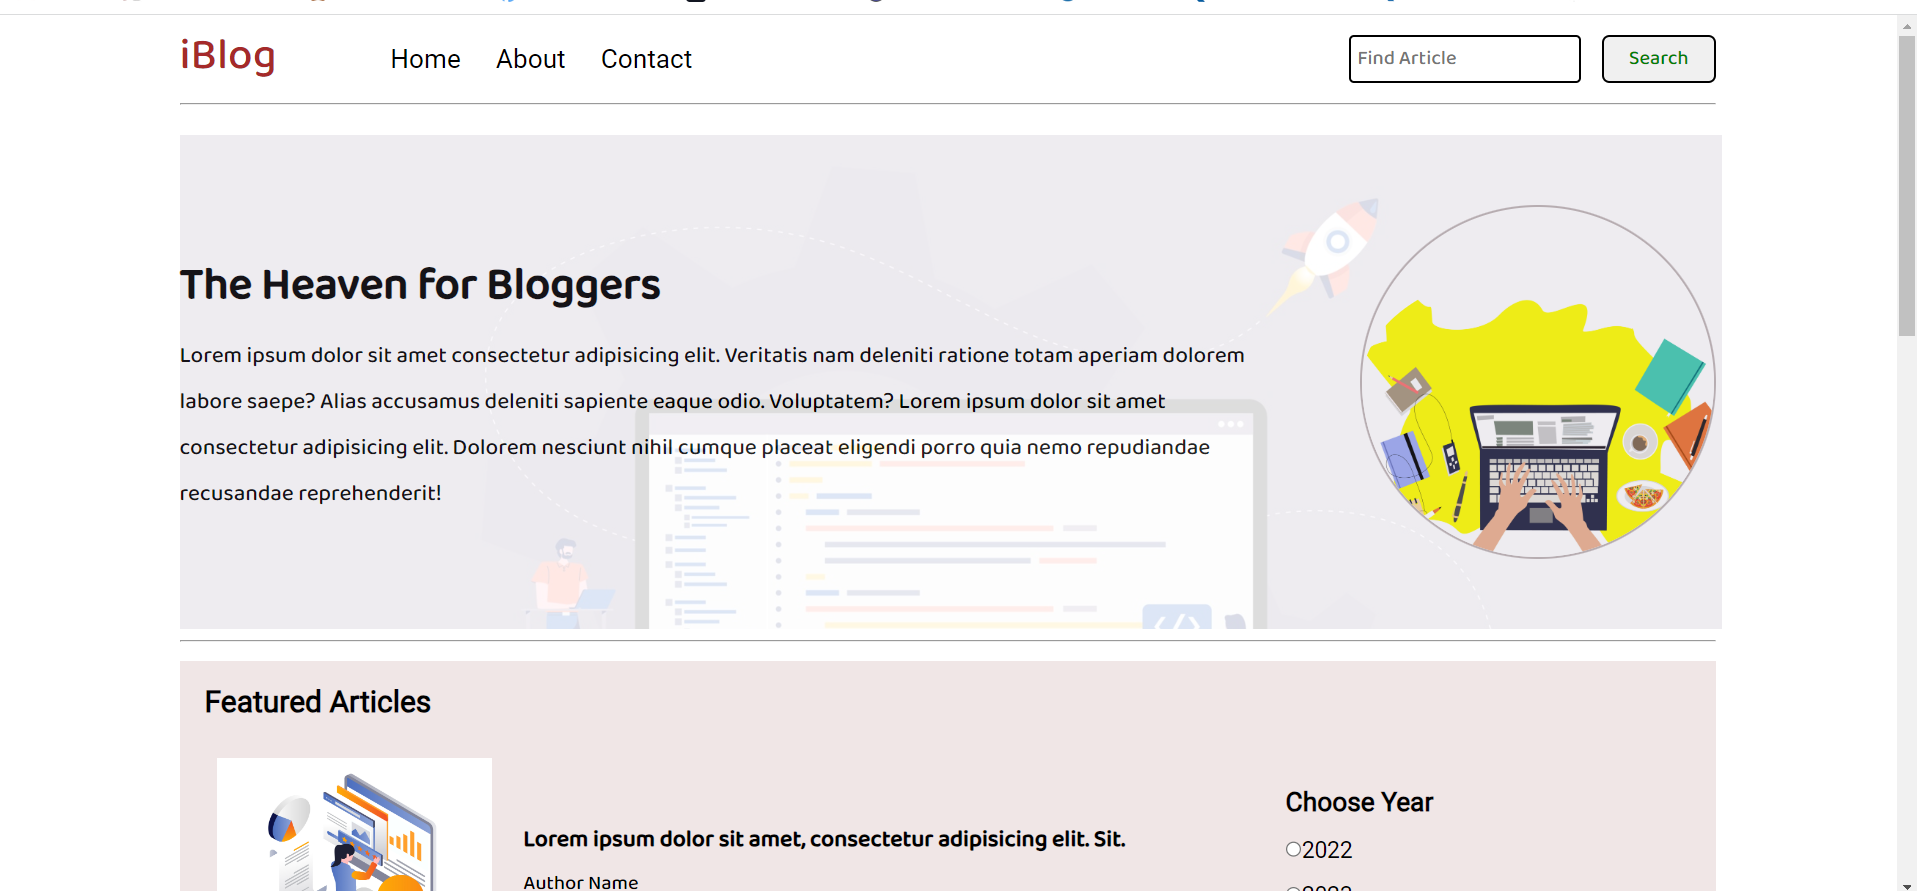 iBlog
Home About Contact
Find Article
Search
The Heaven for Bloggers
Lorem ipsum dolor sit amet consectetur adipisicing elit. Veritatis nam deleniti ratione totam aperiam dolorem
labore saepe? Alias accusamus deleniti sapiente eaque odio. Voluptatem? Lorem ipsum dolor sit amet
consectetur adipisicing elit. Dolorem nesciunt nihil cumque placeat eligendi porro quia nemo repudiandae
recusandae reprehenderit!
</>
Featured Articles
Choose Year
Lorem ipsum dolor sit amet, consectetur adipisicing elit. Sit.
2022
Author Name